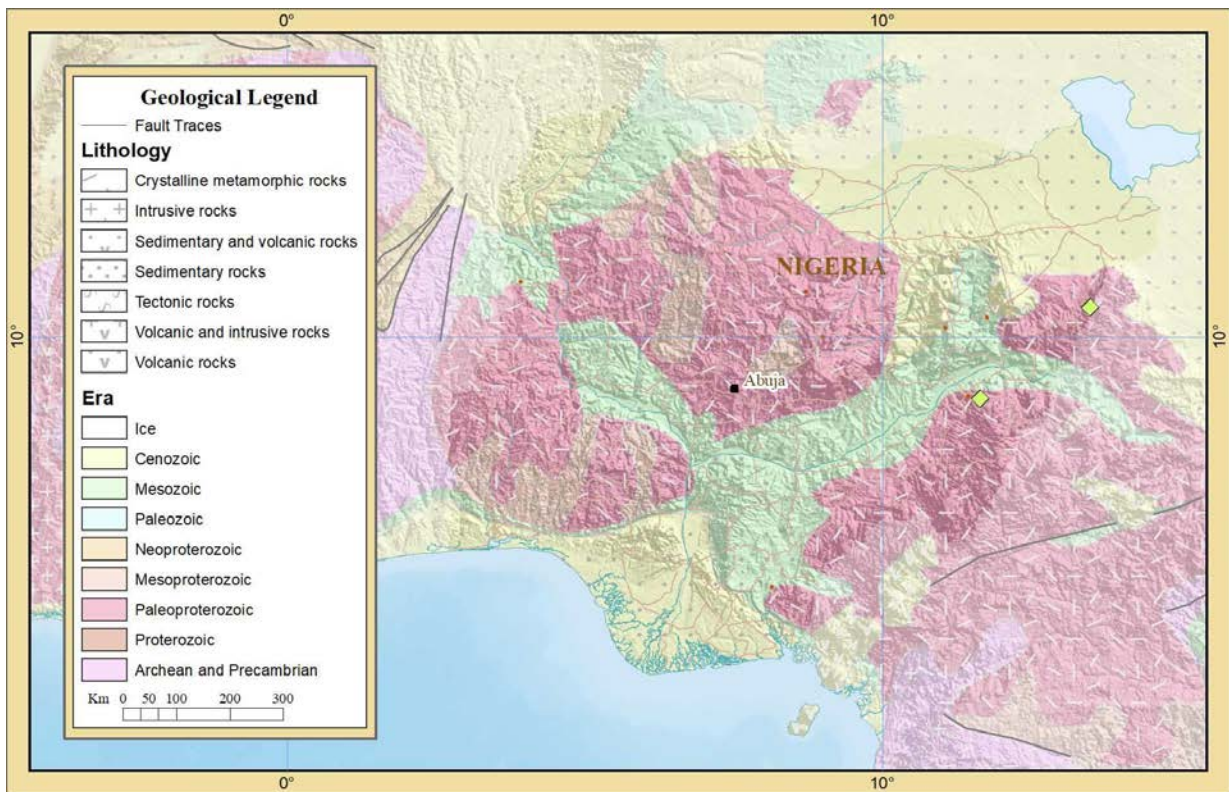 0°
10°
Geological Legend
Fault Traces
Lithology
Crystalline metamorphic rocks
Intrusive rocks
Sedimentary and volcanic rocks
Sedimentary rocks
Tectonic rocks
Volcanic and intrusive rocks
Volcanic rocks
Era
Ice
Cenozoic
Mesozoic
Paleozoic
Neoproterozoic
Mesoproterozoic
Paleoproterozoic
Proterozoic
Archean and Precambrian
Km 0 50 100 200 300
NIGERIA
Abuja
10°
10°
0°
10°